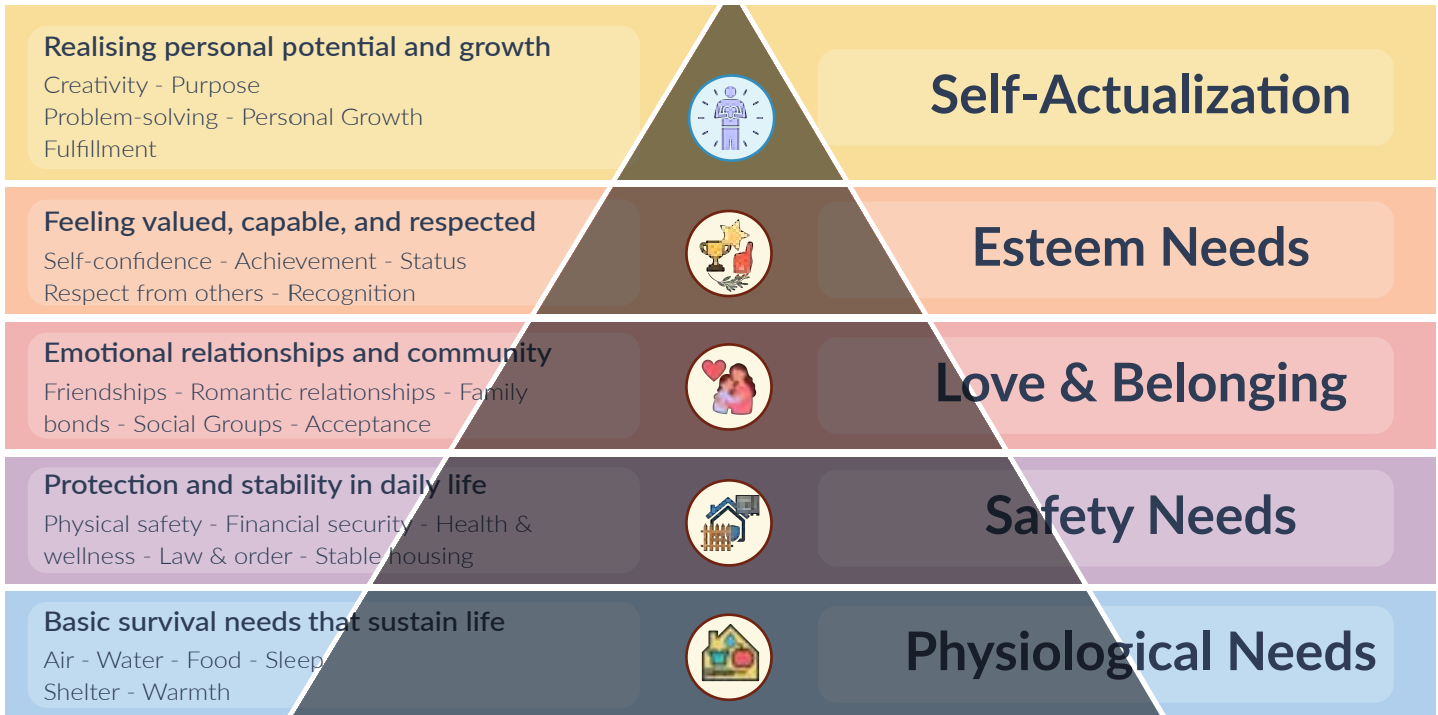 Realising personal potential and growth
Creativity - Purpose
Problem-solving - Personal Growth
Fulfillment
Self-Actualization
Feeling valued, capable, and respected
Self-confidence - Achievement - Status
Respect from others - Recognition
Esteem Needs
Emotional relationships and community
Friendships - Romantic relationships - Family
bonds - Social Groups - Acceptance
Love & Belonging
Protection and stability in daily life
Physical safety - Financial security - Health &
wellness - Law & order - Stable housing
Safety Needs
Basic survival needs that sustain life
Air - Water - Food - Sleep
Shelter - Warmth
Physiological Needs